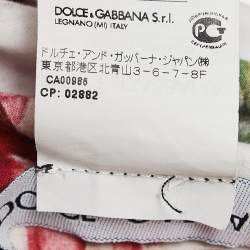 DOLCE & GABBANA S.r.l.
LEGNANO (MI) ITALY
ドルチェ・アンド・ガッバーナ・ジャパン(株)
東京都港区北青山3-6-7-8F
CA00986
CP: 02882